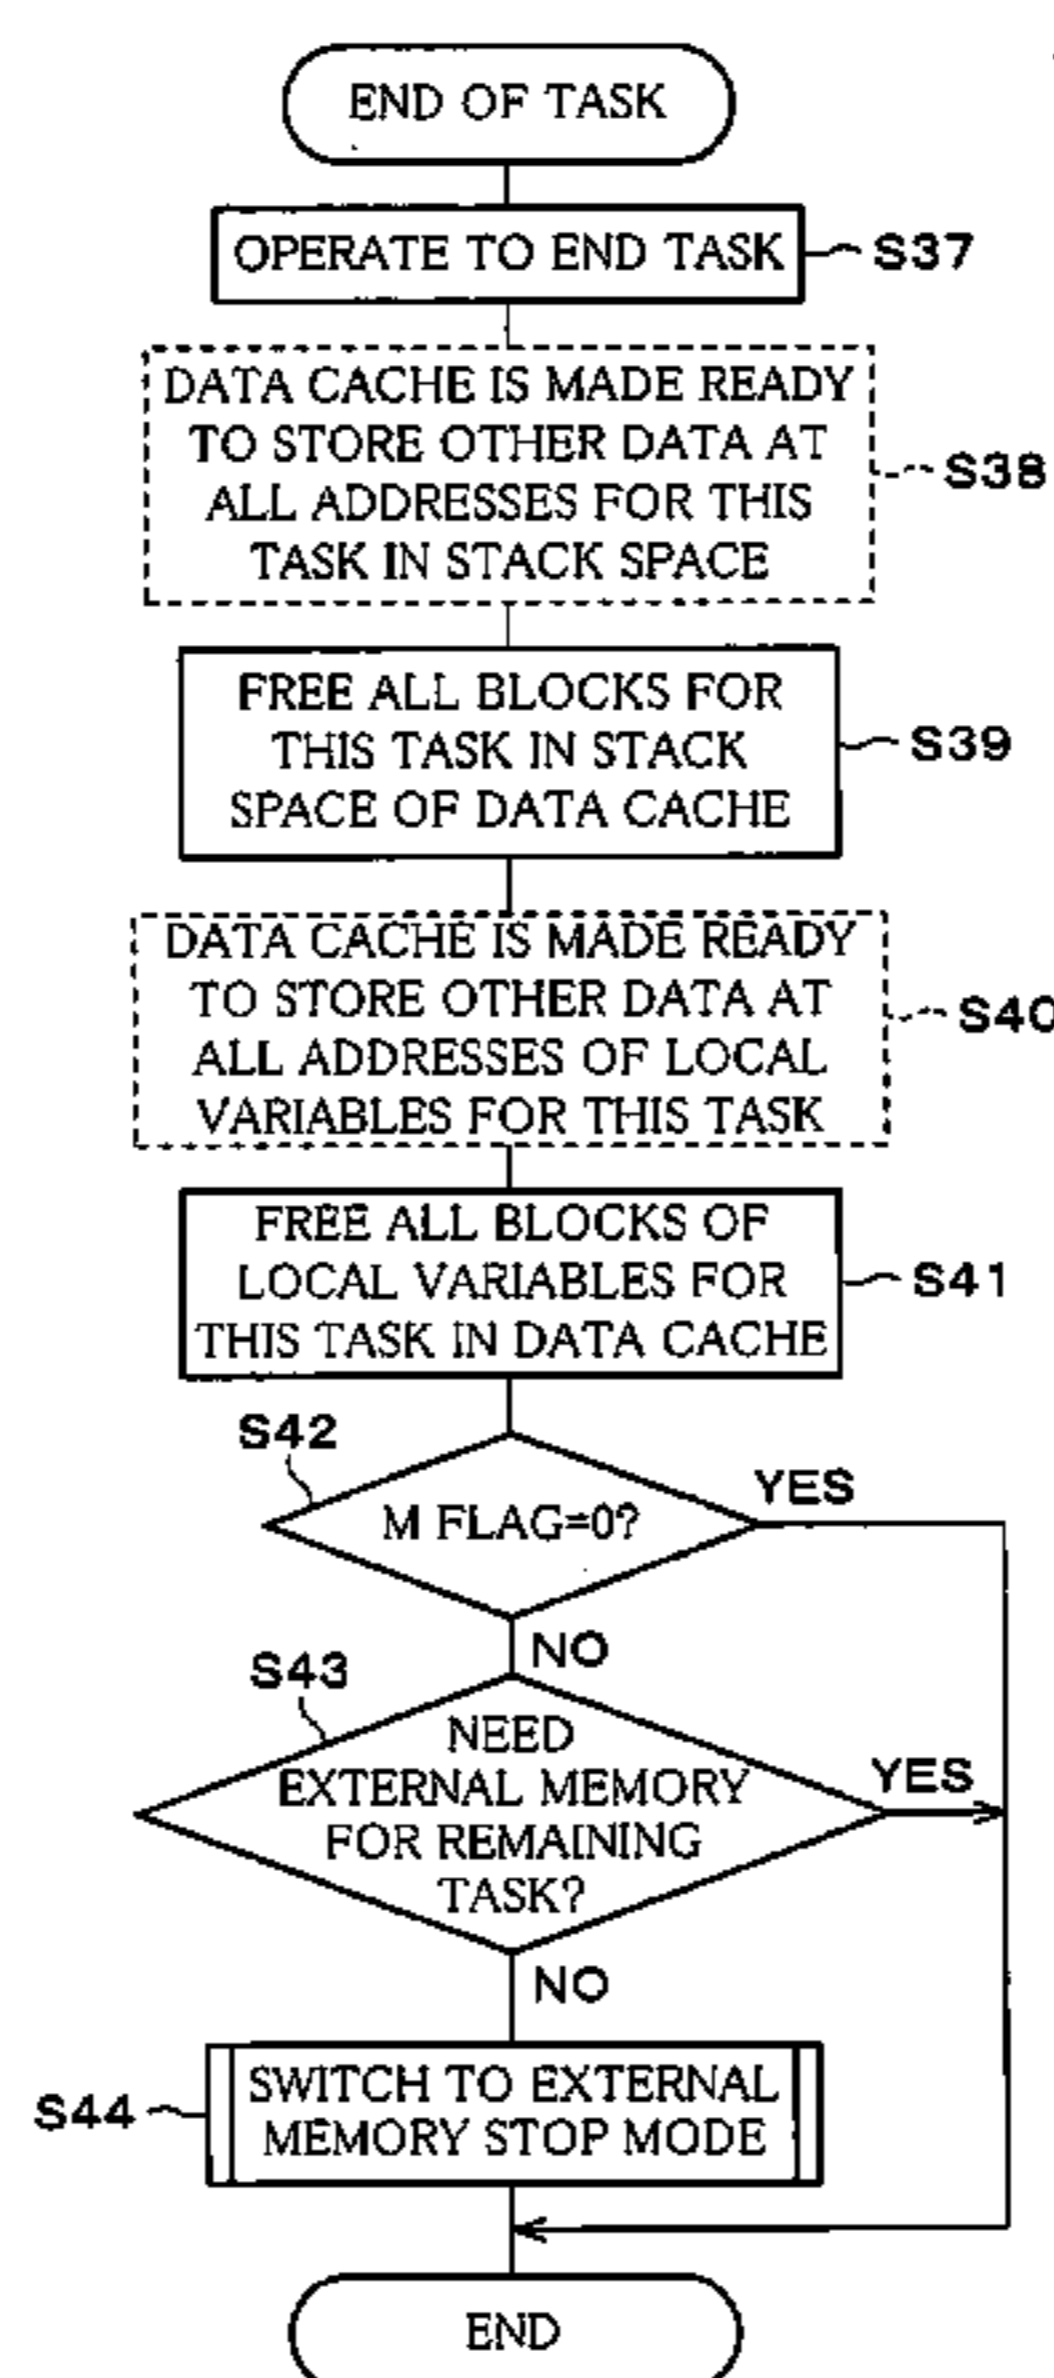 END OF TASK
OPERATE TO END TASK
S37
DATA CACHE IS MADE READY
TO STORE OTHER DATA AT
ALL ADDRESSES FOR THIS
TASK IN STACK SPACE
S38
FREE ALL BLOCKS FOR
THIS TASK IN STACK
SPACE OF DATA CACHE
S39
DATA CACHE IS MADE READY
TO STORE OTHER DATA AT
ALL ADDRESSES OF LOCAL
VARIABLES FOR THIS TASK
S40
FREE ALL BLOCKS OF
LOCAL VARIABLES FOR
THIS TASK IN DATA CACHE
S41
S42
M FLAG=0?
YES
NO
S43
NEED
EXTERNAL MEMORY
FOR REMAINING
TASK?
YES
NO
S44
SWITCH TO EXTERNAL
MEMORY STOP MODE
END